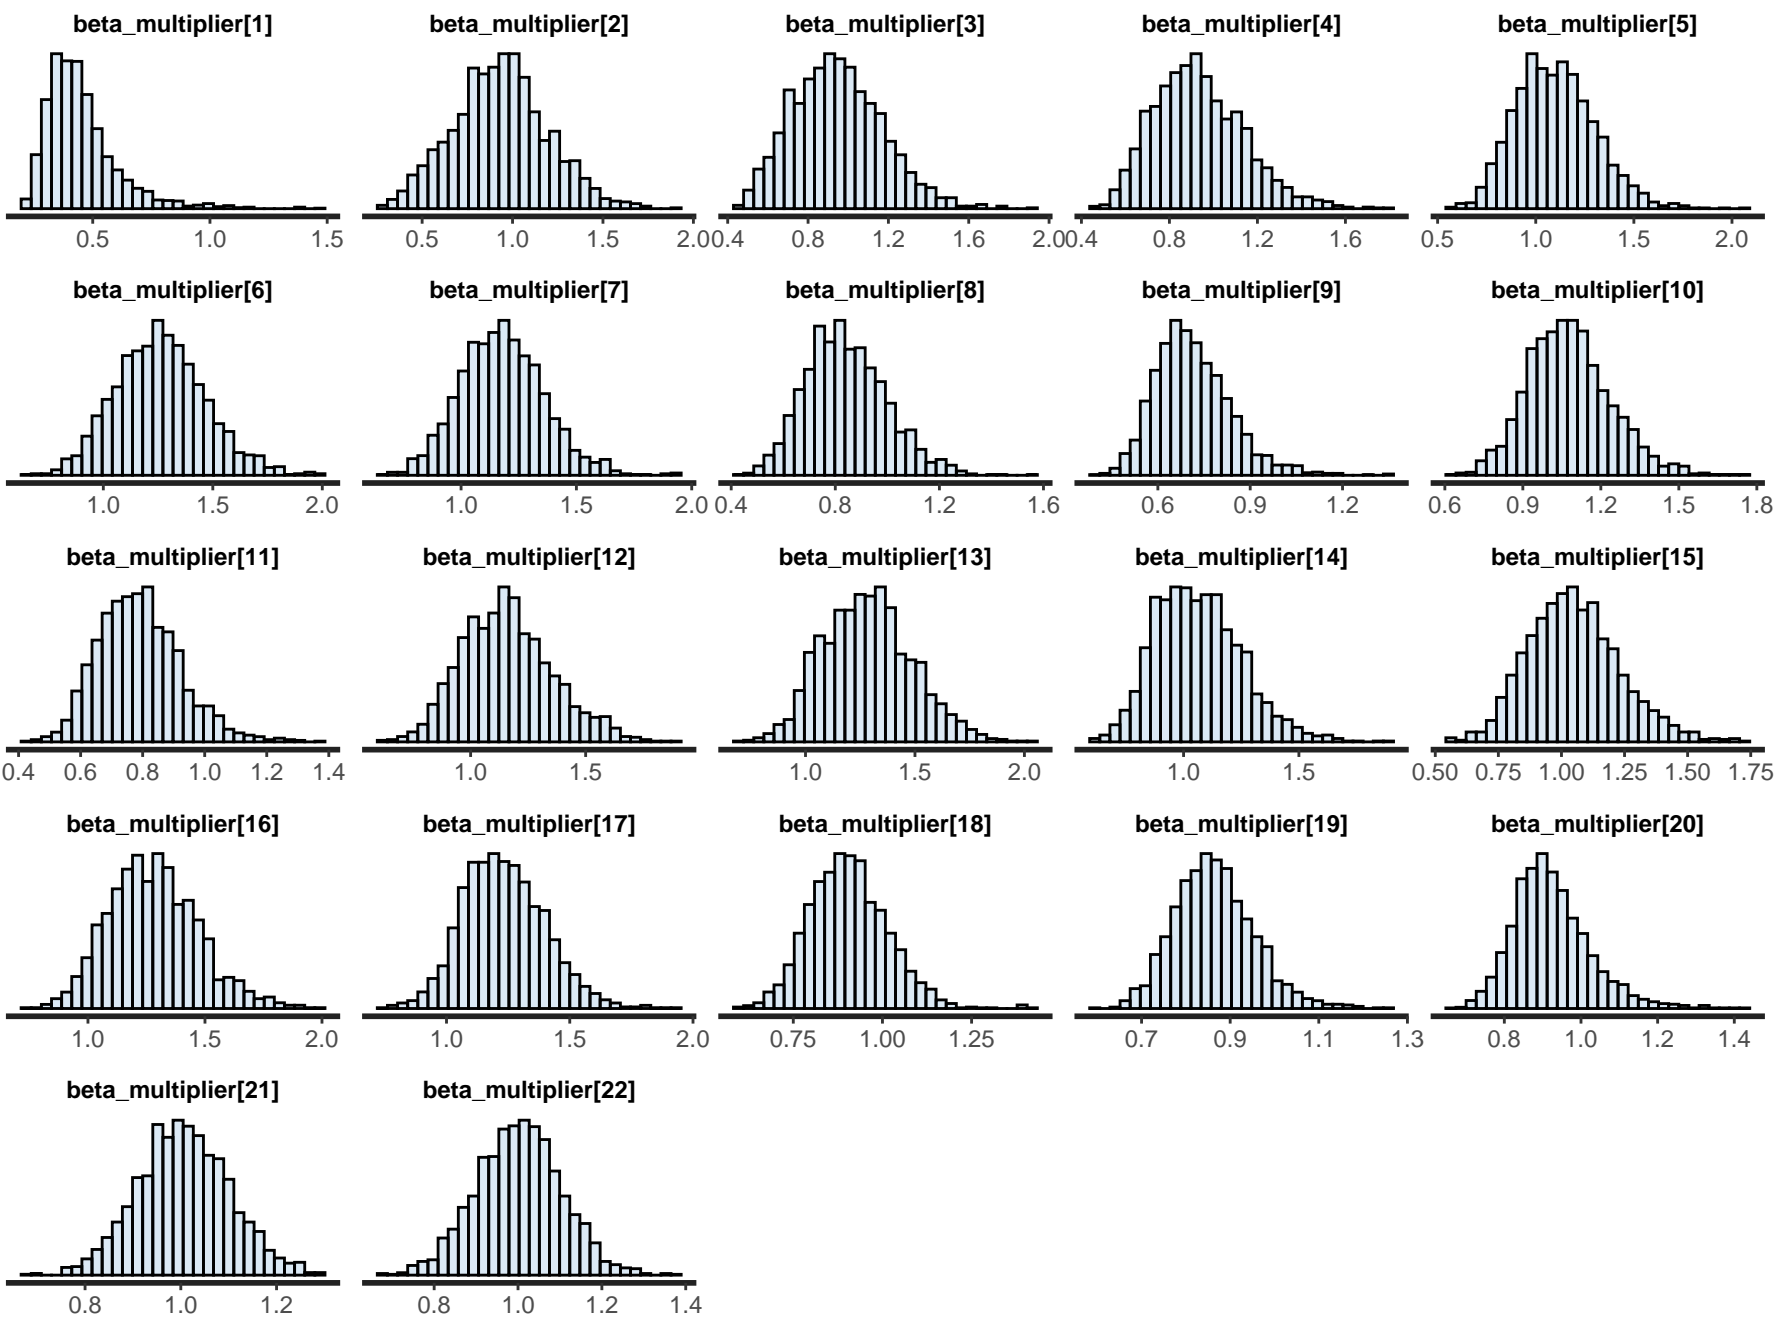 beta_multiplier[1] beta_multiplier[2] beta_multiplier[3] beta_multiplier[4] beta_multiplier[5]
0.5 1.0 1.5 0.5 1.0 1.5 2.0 0.4 0.8 1.2 1.6 2.0 0.4 0.8 1.2 1.6 0.5 1.0 1.5 2.0
beta_multiplier[6] beta_multiplier[7] beta_multiplier[8] beta_multiplier[9] beta_multiplier[10]
1.0 1.5 2.0 1.0 1.5 2.0 0.4 0.8 1.2 1.6 0.6 0.9 1.2 0.6 0.9 1.2 1.5 1.8
beta_multiplier[11] beta_multiplier[12] beta_multiplier[13] beta_multiplier[14] beta_multiplier[15]
0.4 0.6 0.8 1.0 1.2 1.4 1.0 1.5 1.0 1.5 2.0 1.0 1.5 0.50 0.75 1.00 1.25 1.50 1.75
beta_multiplier[16] beta_multiplier[17] beta_multiplier[18] beta_multiplier[19] beta_multiplier[20]
1.0 1.5 2.0 1.0 1.5 2.0 0.75 1.00 1.25 0.7 0.9 1.1 1.3 0.8 1.0 1.2 1.4
beta_multiplier[21] beta_multiplier[22]
0.8 1.0 1.2 0.8 1.0 1.2 1.4